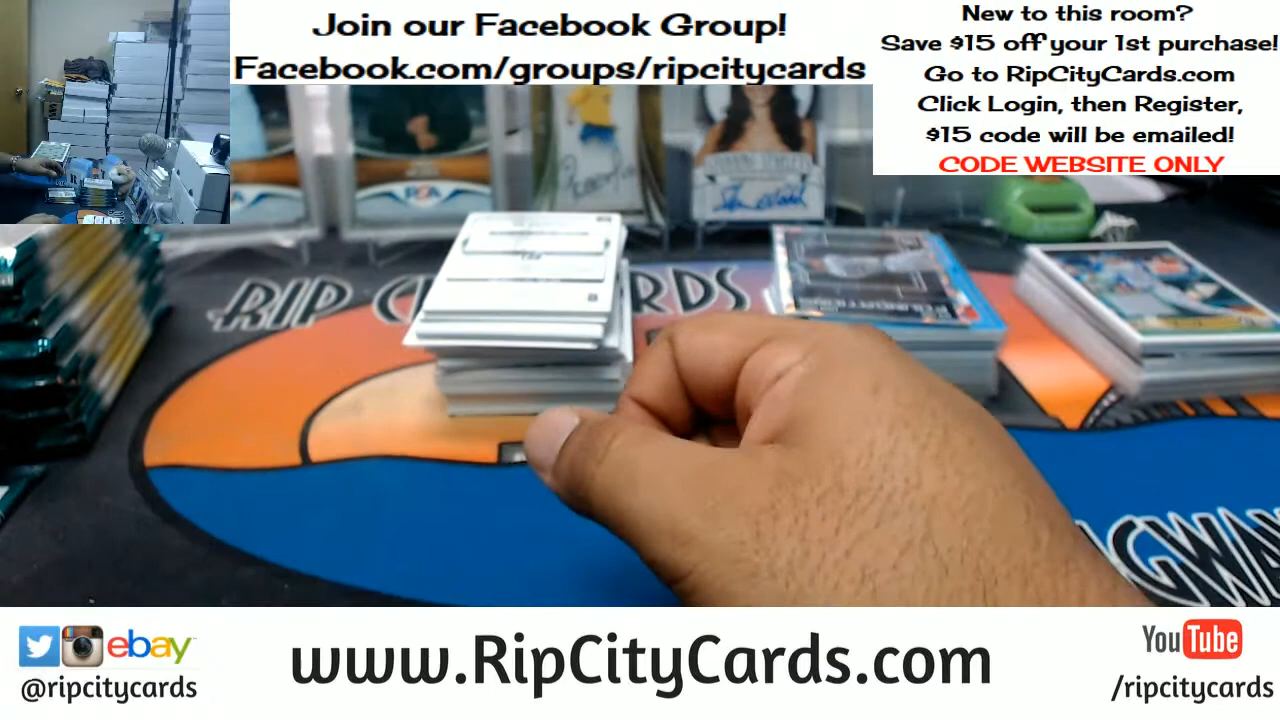 Join our Facebook Group!
Facebook.com/groups/ripcitycards
New to this room?
Save $15 off your 1st purchase!
Go to RipCityCards.com
Click Login, then Register,
$15 code will be emailed!
CODE WEBSITE ONLY
RIP C RDS
GWA
ebay
@ripcitycards
www.RipCityCards.com
YouTube
/ripcitycards